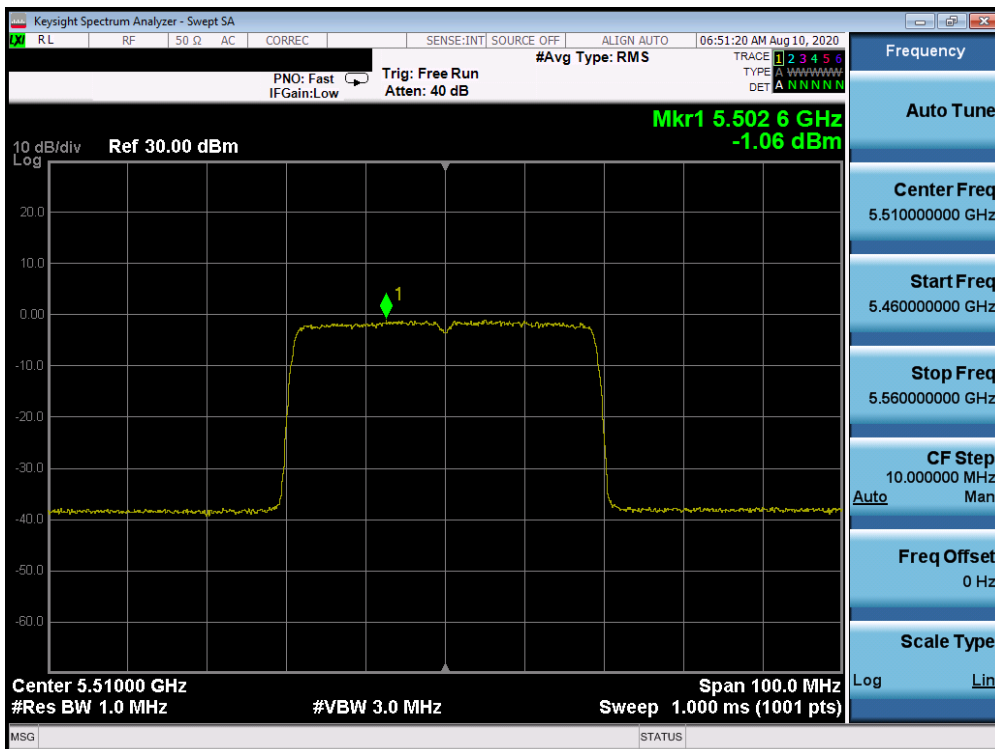 Keysight Spectrum Analyzer - Swept SA
LXI RL RF 50 Ω AC CORREC SENSE:INT SOURCE OFF ALIGN AUTO 06:51:20 AM Aug 10, 2020
#Avg Type: RMS
TRACE 1 2 3 4 5 6
PNO: Fast Trig: Free Run
TYPE A WWWWW
IFGain:Low Atten: 40 dB
DET A N N N N N
Mkr1 5.502 6 GHz
-1.06 dBm
10 dB/div Ref 30.00 dBm
Log
20.0
10.0
1
0.00
-10.0
-20.0
-30.0
-40.0
-50.0
-60.0
Center 5.51000 GHz Span 100.0 MHz
#Res BW 1.0 MHz #VBW 3.0 MHz Sweep 1.000 ms (1001 pts)
MSG STATUS
Frequency
Auto Tune
Center Freq
5.510000000 GHz
Start Freq
5.460000000 GHz
Stop Freq
5.560000000 GHz
CF Step
10.000000 MHz
Auto Man
Freq Offset
0 Hz
Scale Type
Log Lin